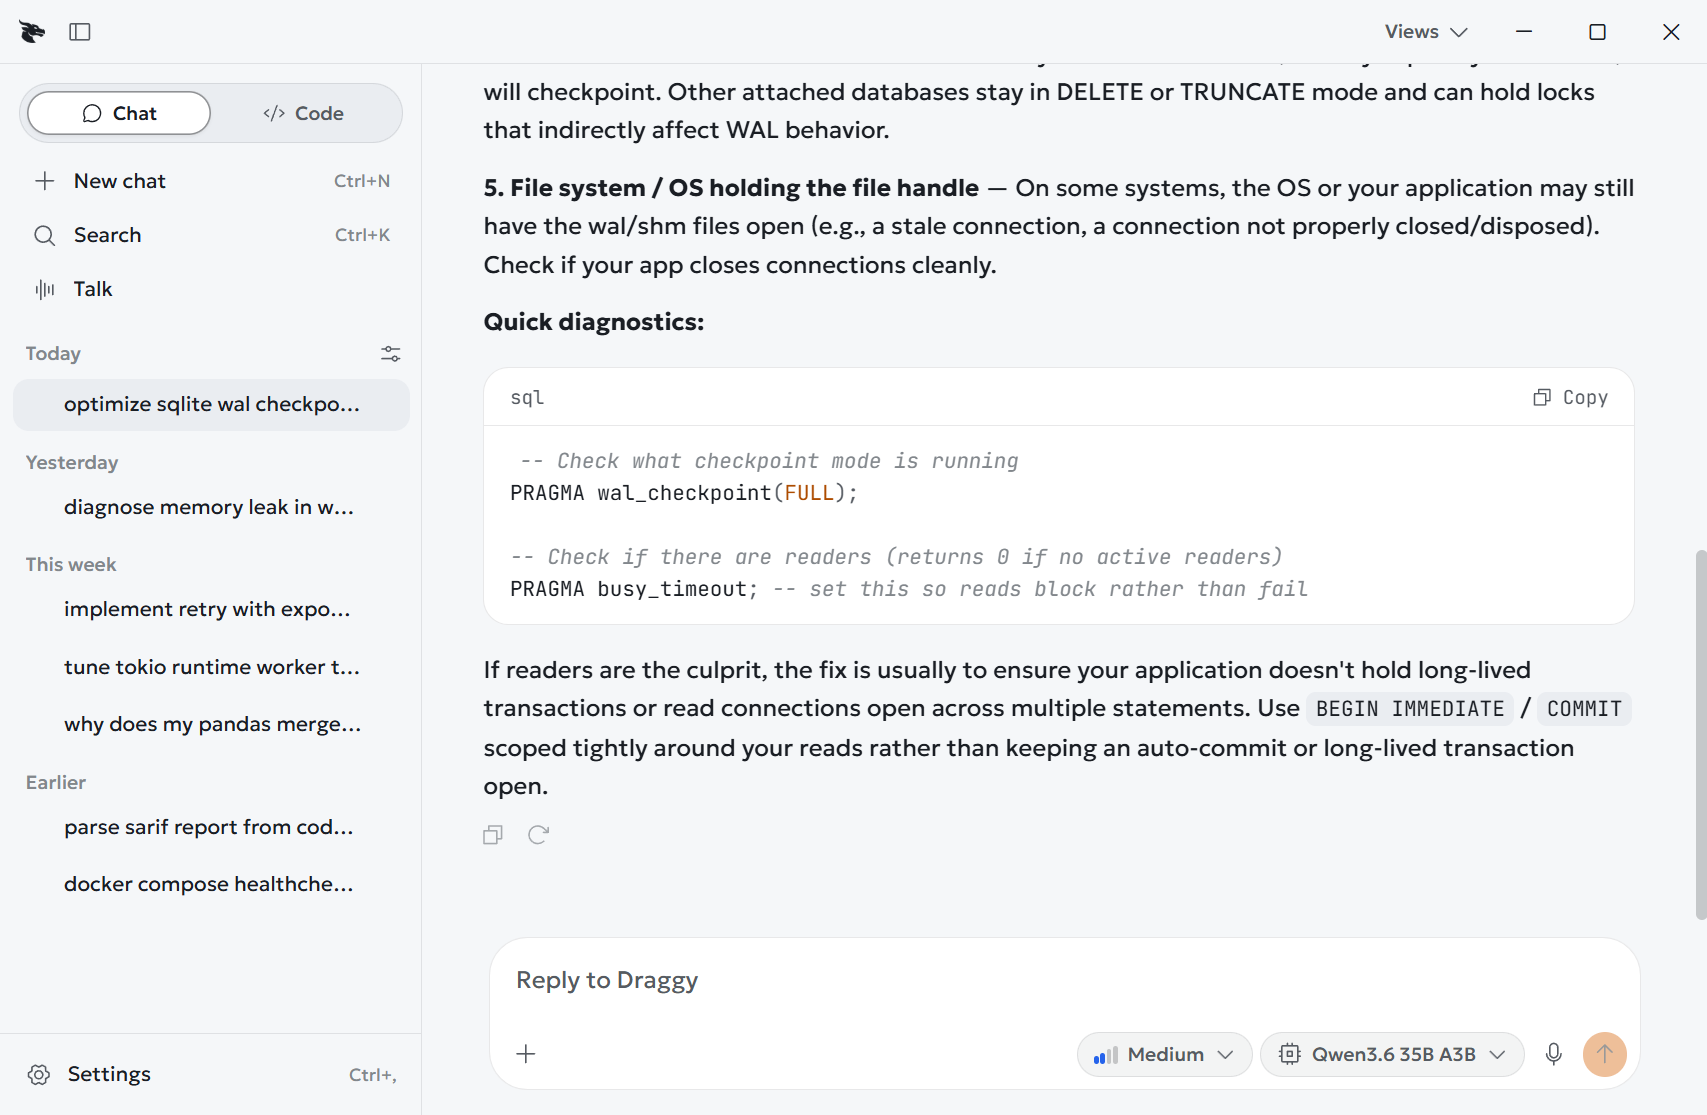 Views
Chat
</> Code
New chat Ctrl+N
Search Ctrl+K
Talk
Today
optimize sqlite wal checkpo...
Yesterday
diagnose memory leak in w...
This week
implement retry with expo...
tune tokio runtime worker t...
why does my pandas merge...
Earlier
parse sarif report from cod...
docker compose healthche...
Settings Ctrl+,
will checkpoint. Other attached databases stay in DELETE or TRUNCATE mode and can hold locks
that indirectly affect WAL behavior.
5. File system / OS holding the file handle — On some systems, the OS or your application may still
have the wal/shm files open (e.g., a stale connection, a connection not properly closed/disposed).
Check if your app closes connections cleanly.
Quick diagnostics:
sql Copy
-- Check what checkpoint mode is running
PRAGMA wal_checkpoint(FULL);
-- Check if there are readers (returns 0 if no active readers)
PRAGMA busy_timeout; -- set this so reads block rather than fail
If readers are the culprit, the fix is usually to ensure your application doesn't hold long-lived
transactions or read connections open across multiple statements. Use BEGIN IMMEDIATE / COMMIT
scoped tightly around your reads rather than keeping an auto-commit or long-lived transaction
open.
Reply to Draggy
Medium
Qwen3.6 35B A3B